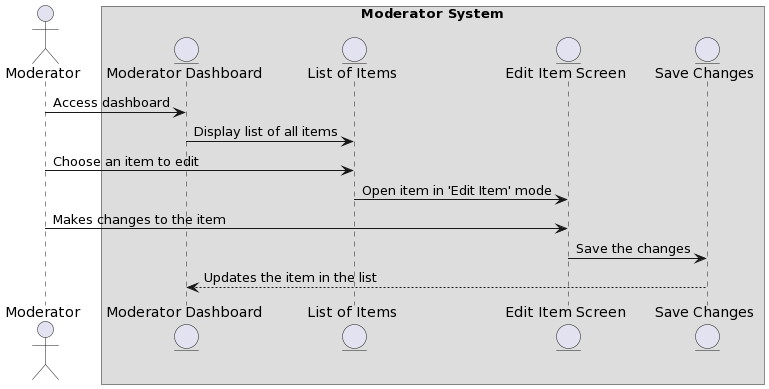 Moderator System
Moderator
Moderator Dashboard
List of Items
Edit Item Screen
Save Changes
Access dashboard
Display list of all items
Choose an item to edit
Open item in 'Edit Item' mode
Makes changes to the item
Save the changes
Updates the item in the list
Moderator
Moderator Dashboard
List of Items
Edit Item Screen
Save Changes